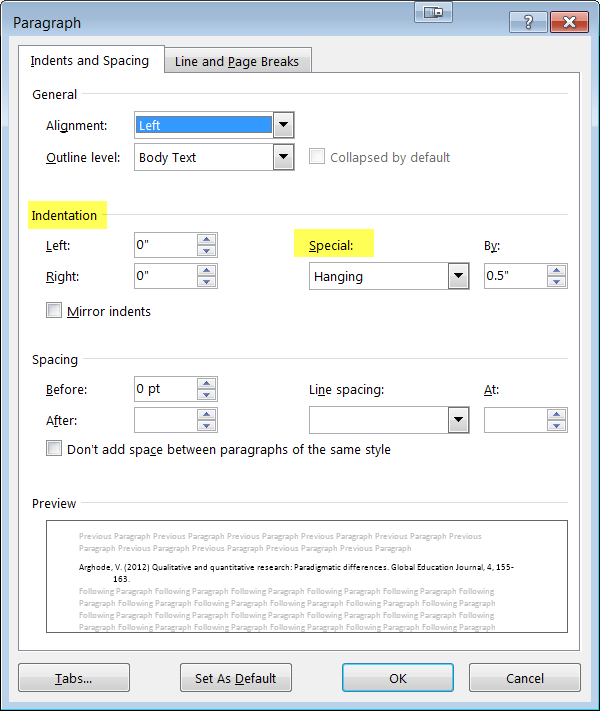 Paragraph
Indents and Spacing Line and Page Breaks
General
Alignment: Left
Outline level: Body Text Collapsed by default
Indentation
Left: 0" Special: By:
Right: 0" Hanging 0.5"
Mirror indents
Spacing
Before: 0 pt Line spacing: At:
After:
Don't add space between paragraphs of the same style
Preview
Previous Paragraph Previous Paragraph Previous Paragraph Previous Paragraph Previous Paragraph Previous
Paragraph Previous Paragraph Previous Paragraph Previous Paragraph Previous Paragraph
Arghode, V. (2012) Qualitative and quantitative research: Paradigmatic differences. Global Education Journal, 4, 155-
163.
Following Paragraph Following Paragraph Following Paragraph Following Paragraph Following Paragraph
Following Paragraph Following Paragraph Following Paragraph Following Paragraph Following Paragraph
Following Paragraph Following Paragraph Following Paragraph Following Paragraph Following Paragraph
Following Paragraph Following Paragraph Following Paragraph Following Paragraph Following Paragraph
Tabs... Set As Default OK Cancel